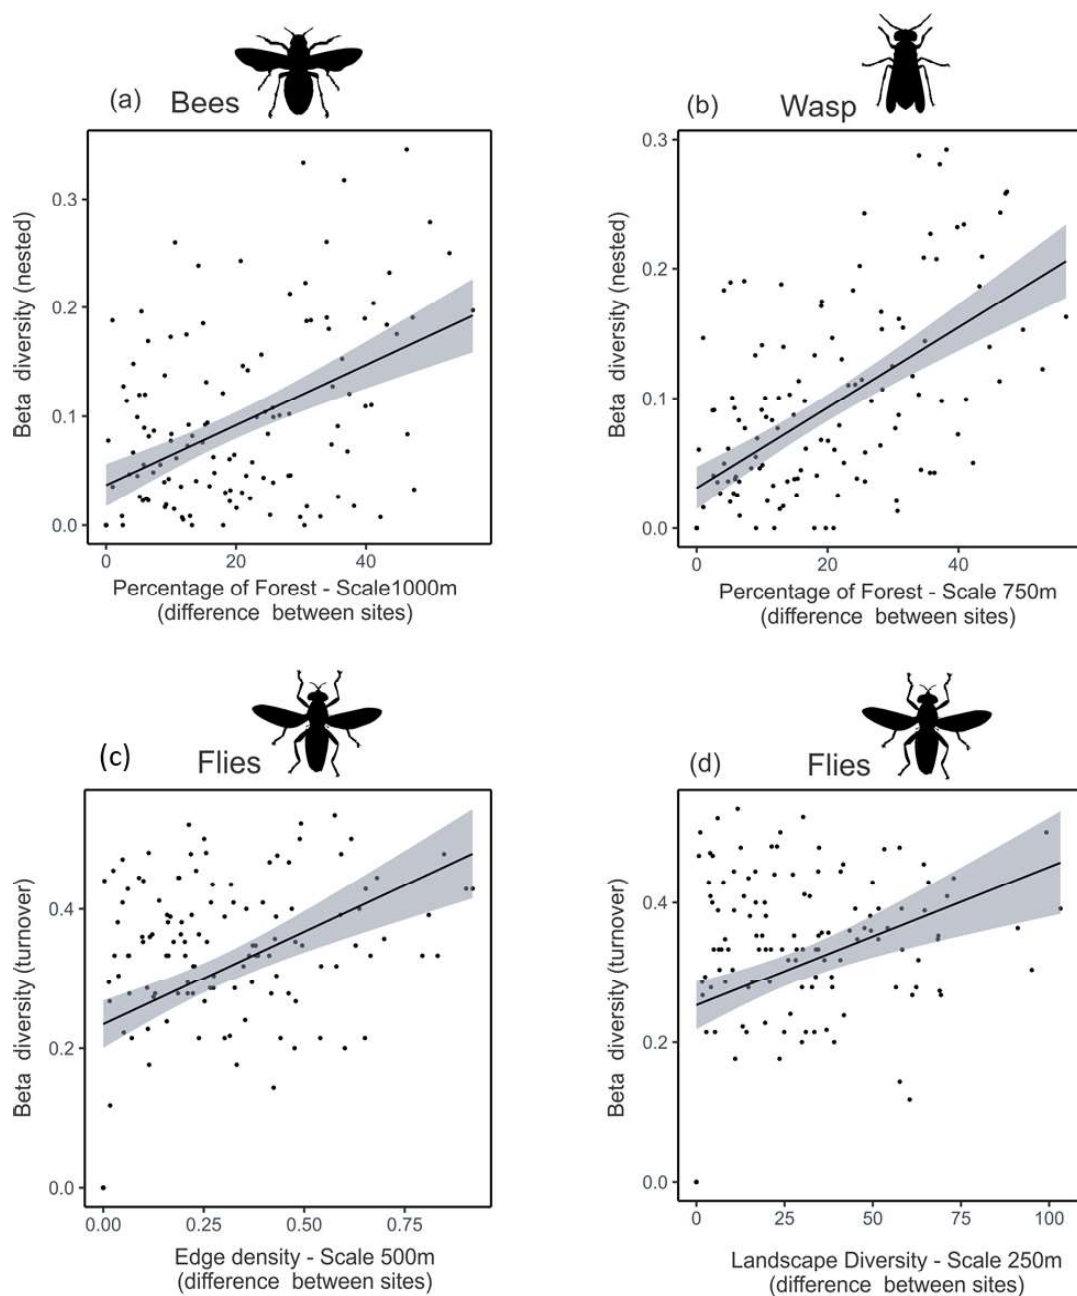 (a) Bees
(b) Wasp
Beta diversity (nested)
0.3
0.2
0.1
0.0
0 20 40
Percentage of Forest - Scale1000m
(difference between sites)
Beta diversity (nested)
0.3
0.2
0.1
0.0
0 20 40
Percentage of Forest - Scale 750m
(difference between sites)
(c) Flies
(d) Flies
Beta diversity (turnover)
0.4
0.2
0.0
0.00 0.25 0.50 0.75
Edge density - Scale 500m
(difference between sites)
Beta diversity (turnover)
0.4
0.2
0.0
0 25 50 75 100
Landscape Diversity - Scale 250m
(difference between sites)